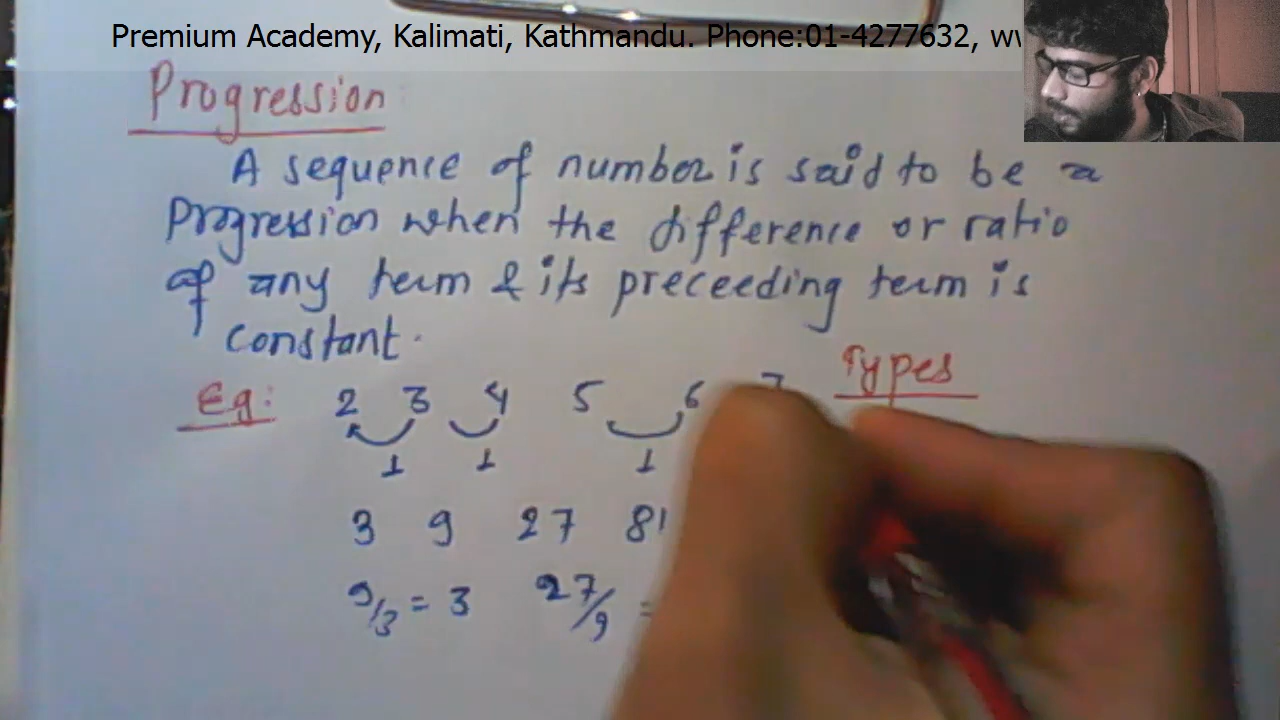 Premium Academy, Kalimati, Kathmandu. Phone:01-4277632,
Progression
A sequence of number is said to be a
Progression when the difference or ratio
of any term & its preceeding term is
constant.
Types
Eg: 2 3 4 5 6 7
1 1 1
3 9 27 81
9/3 = 3 27/9 =